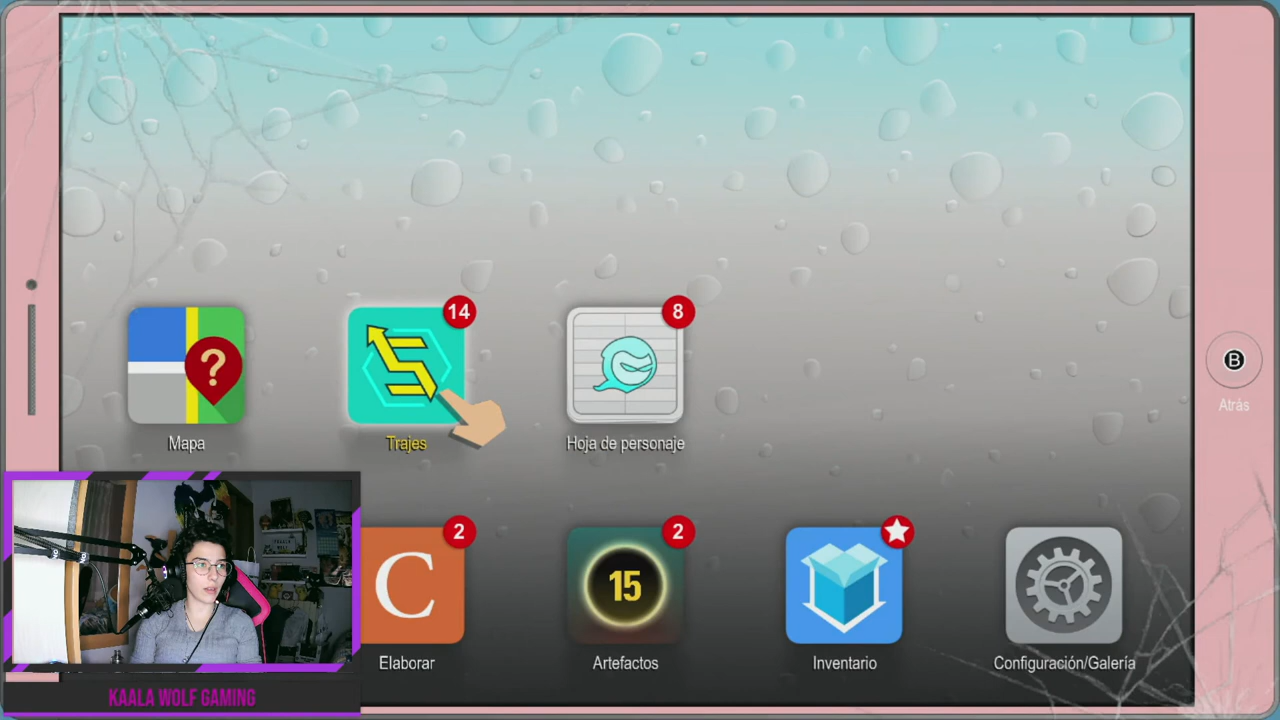 14
8
?
Mapa
Trajes
Hoja de personaje
B
Atrás
2
2
C
15
Elaborar
Artefactos
Inventario
Configuración/Galería
KAALA WOLF GAMING